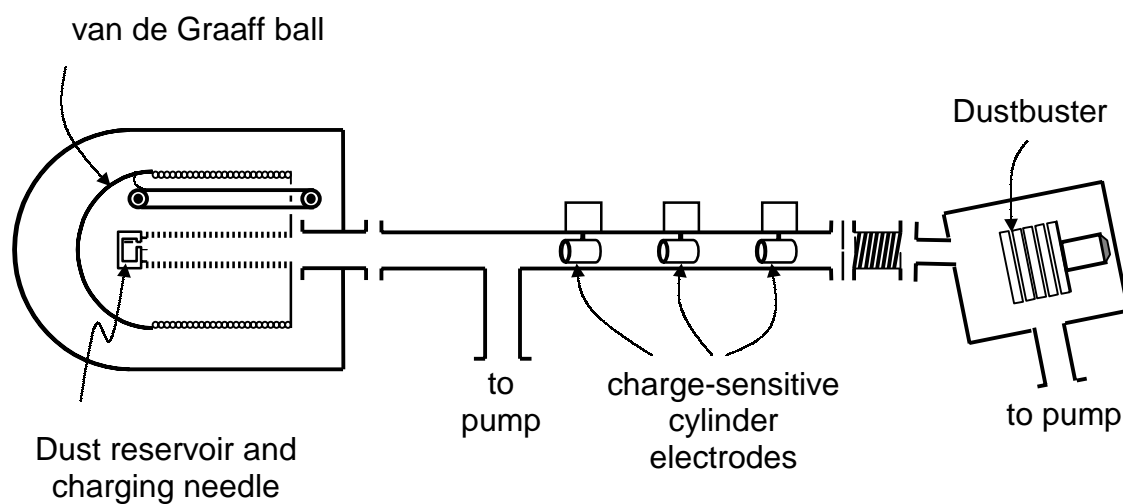 van de Graaff ball
Dustbuster
to
pump
charge-sensitive
cylinder
electrodes
to pump
Dust reservoir and
charging needle